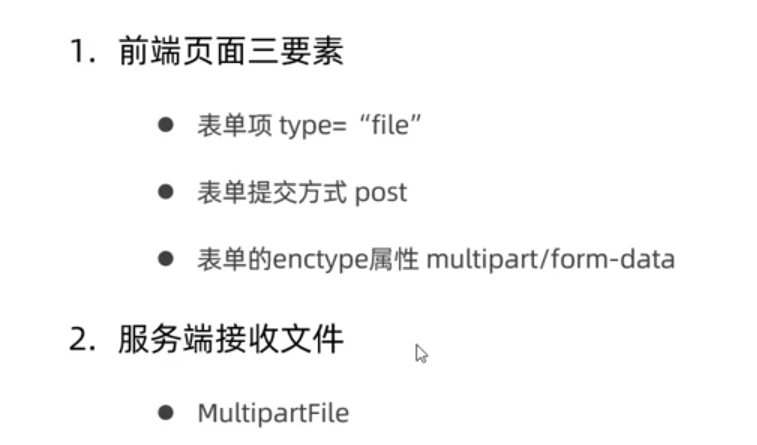 1. 前端页面三要素
● 表单项 type=“file”
● 表单提交方式 post
● 表单的enctype属性 multipart/form-data
2. 服务端接收文件
● MultipartFile